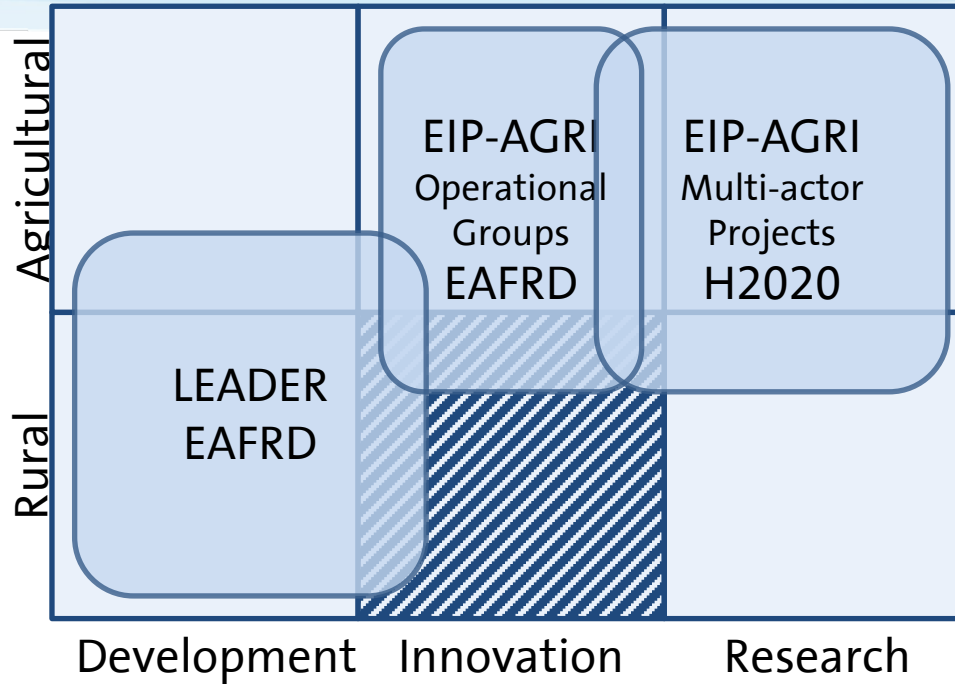 Agricultural
EIP-AGRI
Operational
Groups
EAFRD
EIP-AGRI
Multi-actor
Projects
H2020
Rural
LEADER
EAFRD
Development
Innovation
Research